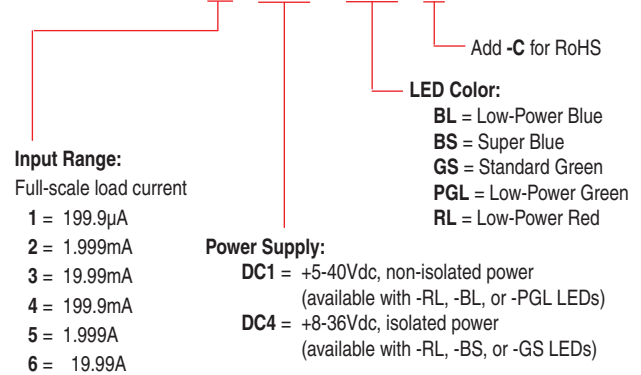 Add -C for RoHS
LED Color:
BL = Low-Power Blue
BS = Super Blue
GS = Standard Green
PGL = Low-Power Green
RL = Low-Power Red
Input Range:
Full-scale load current
1 = 199.9µA
2 = 1.999mA
3 = 19.99mA
4 = 199.9mA
5 = 1.999A
6 = 19.99A
Power Supply:
DC1 = +5-40Vdc, non-isolated power
(available with -RL, -BL, or -PGL LEDs)
DC4 = +8-36Vdc, isolated power
(available with -RL, -BS, or -GS LEDs)